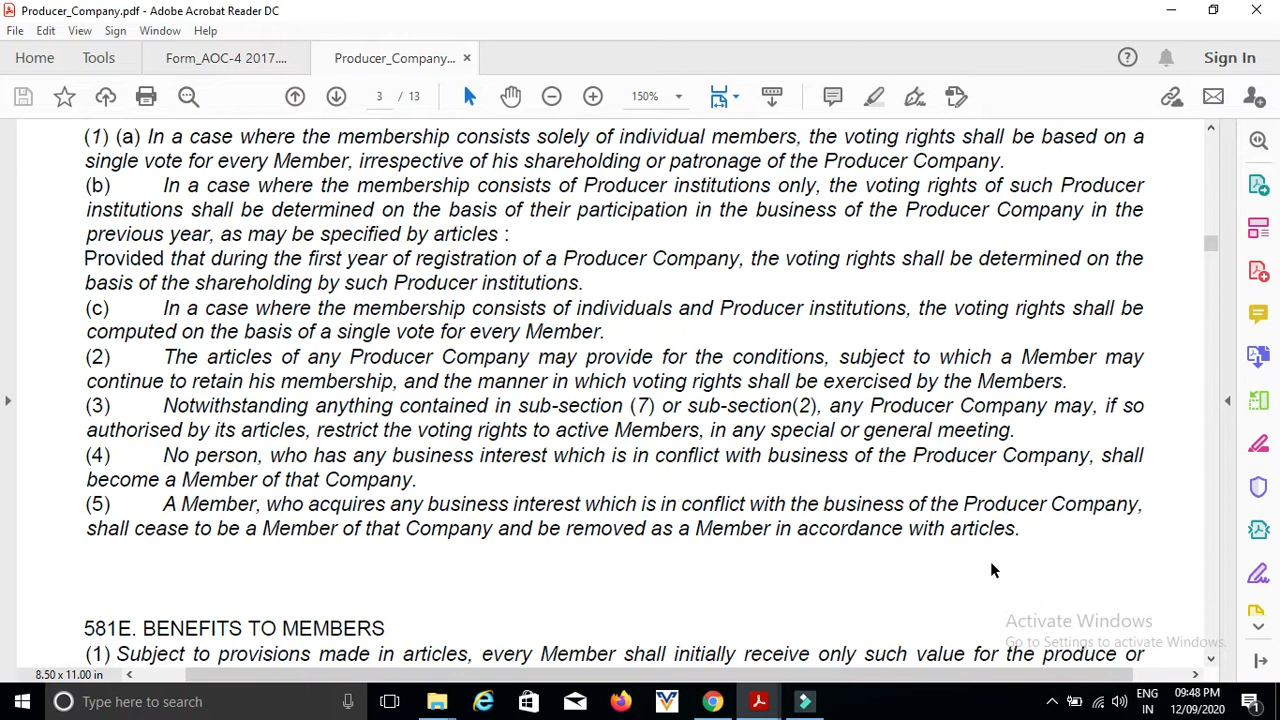 Producer_Company.pdf - Adobe Acrobat Reader DC
File Edit View Sign Window Help
Home Tools Form_AOC-4 2017.... Producer_Company... ×
Sign In
3 / 13 150%
(1) (a) In a case where the membership consists solely of individual members, the voting rights shall be based on a
single vote for every Member, irrespective of his shareholding or patronage of the Producer Company.
(b) In a case where the membership consists of Producer institutions only, the voting rights of such Producer
institutions shall be determined on the basis of their participation in the business of the Producer Company in the
previous year, as may be specified by articles :
Provided that during the first year of registration of a Producer Company, the voting rights shall be determined on the
basis of the shareholding by such Producer institutions.
(c) In a case where the membership consists of individuals and Producer institutions, the voting rights shall be
computed on the basis of a single vote for every Member.
(2) The articles of any Producer Company may provide for the conditions, subject to which a Member may
continue to retain his membership, and the manner in which voting rights shall be exercised by the Members.
(3) Notwithstanding anything contained in sub-section (7) or sub-section(2), any Producer Company may, if so
authorised by its articles, restrict the voting rights to active Members, in any special or general meeting.
(4) No person, who has any business interest which is in conflict with business of the Producer Company, shall
become a Member of that Company.
(5) A Member, who acquires any business interest which is in conflict with the business of the Producer Company,
shall cease to be a Member of that Company and be removed as a Member in accordance with articles.
581E. BENEFITS TO MEMBERS
(1) Subject to provisions made in articles, every Member shall initially receive only such value for the produce or
Activate Windows
Go to Settings to activate Windows.
8.50 x 11.00 in
Type here to search
ENG
IN
09:48 PM
12/09/2020